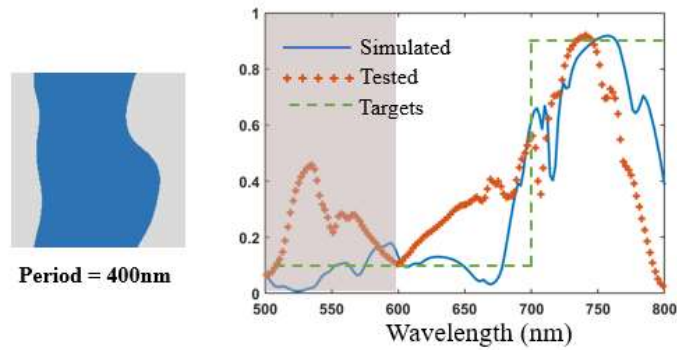 Period = 400nm
1
0.8
0.6
0.4
0.2
0
Simulated
Tested
Targets
500
550
600
650
700
750
800
Wavelength (nm)